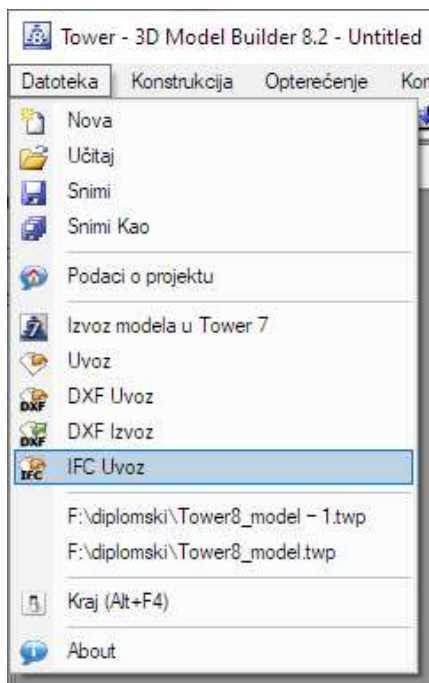 Tower - 3D Model Builder 8.2 - Untitled
Datoteka Konstrukcija Opterećenje
Nova
Učitaj
Snimi
Snimi Kao
Podaci o projektu
Izvoz modela u Tower 7
Uvoz
DXF Uvoz
DXF Izvoz
IFC Uvoz
F:\diplomski\Tower8_model – 1.twp
F:\diplomski\Tower8_model.twp
Kraj (Alt+F4)
About